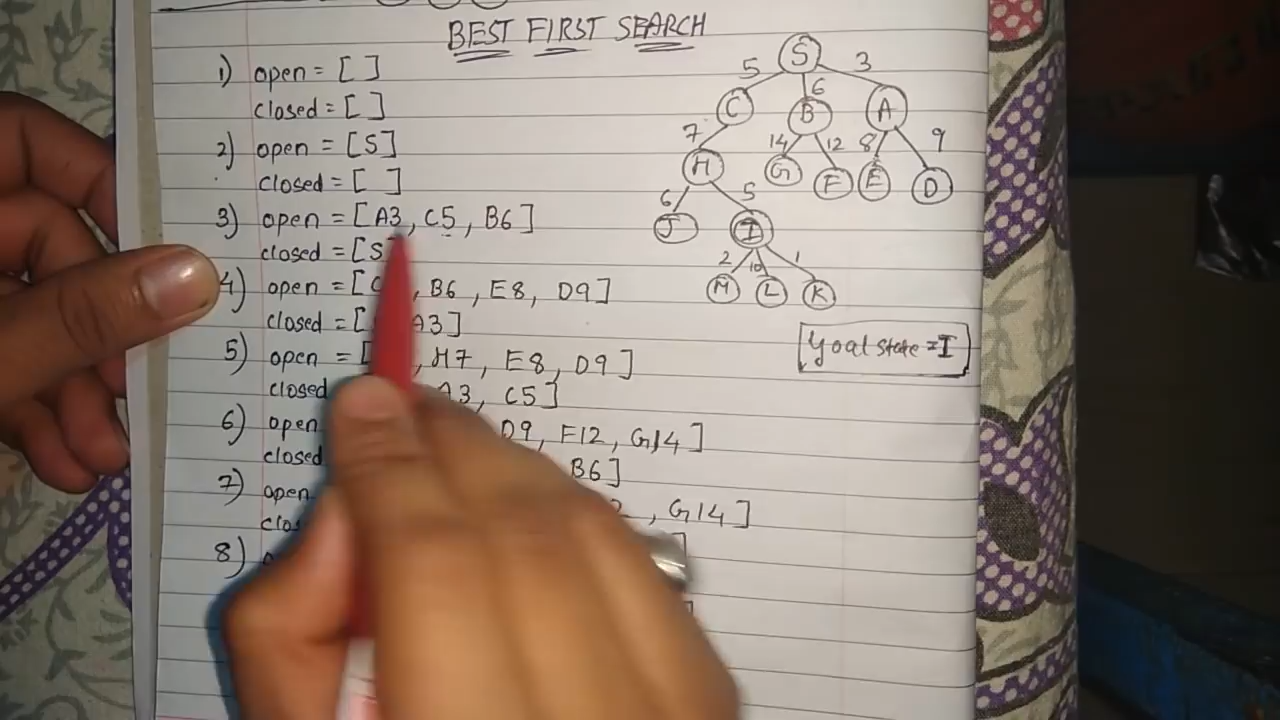 BEST FIRST SEARCH
1) open = [ ]
closed = [ ]
2) open = [S]
closed = [ ]
3) open = [A3, C5, B6]
closed = [S
4) open = [C, B6, E8, D9]
closed = [ A3]
5) open = [ , H7, E8, D9]
closed A3, C5]
6) open D9, F12, G14]
closed B6]
7) open , G14]
8)
S
5 6 3
C B A
7 14 12 8 9
H G F E D
6 5
J I
2 10 1
M L K
Goal state = I